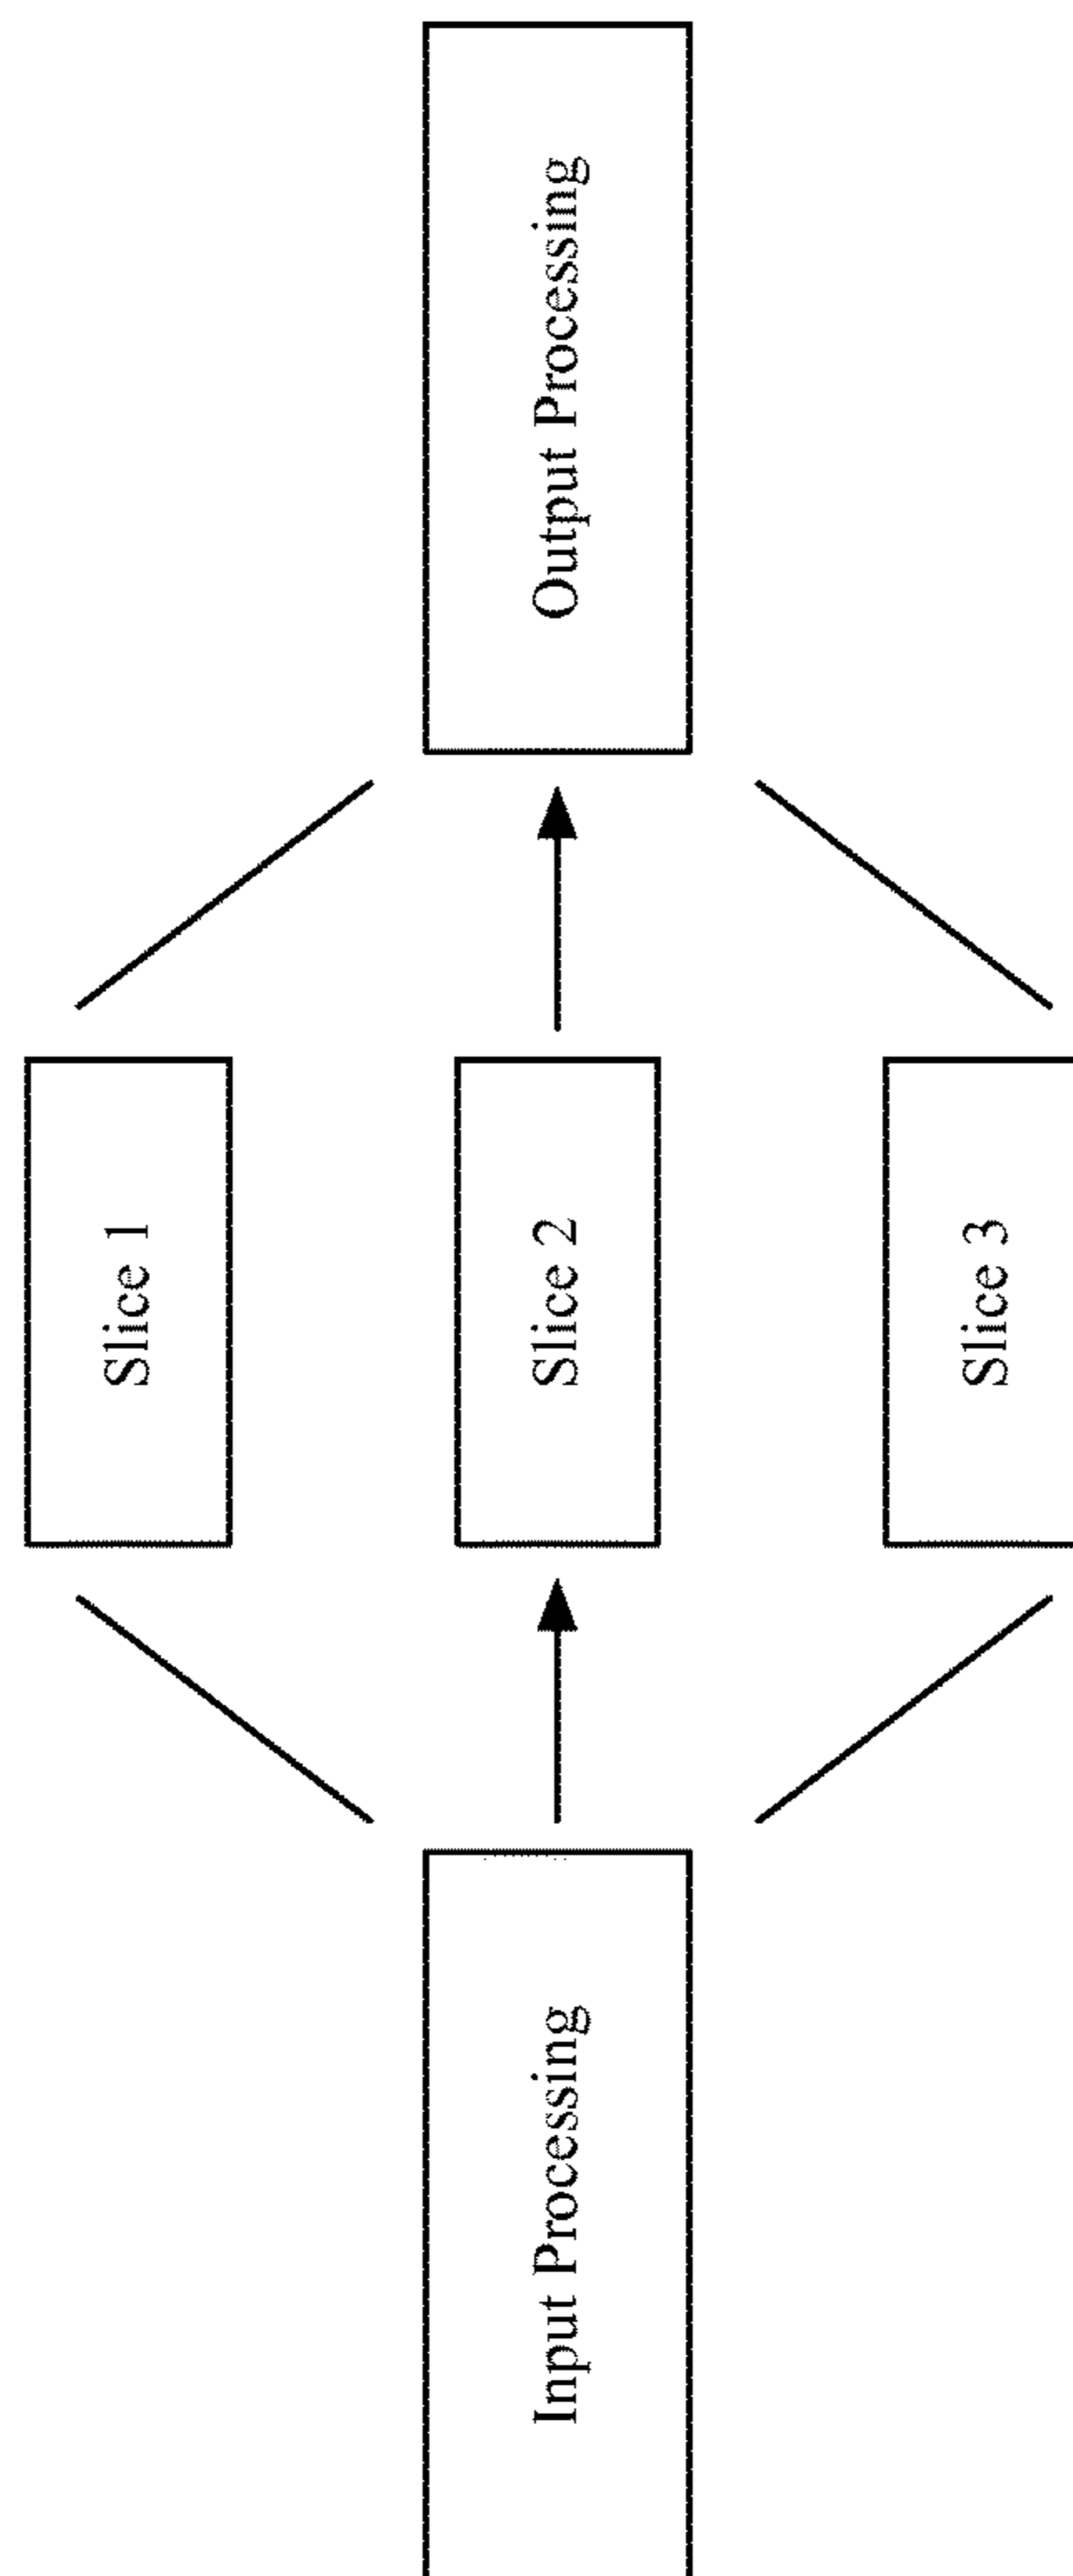 Input Processing
Slice 1
Slice 2
Slice 3
Output Processing